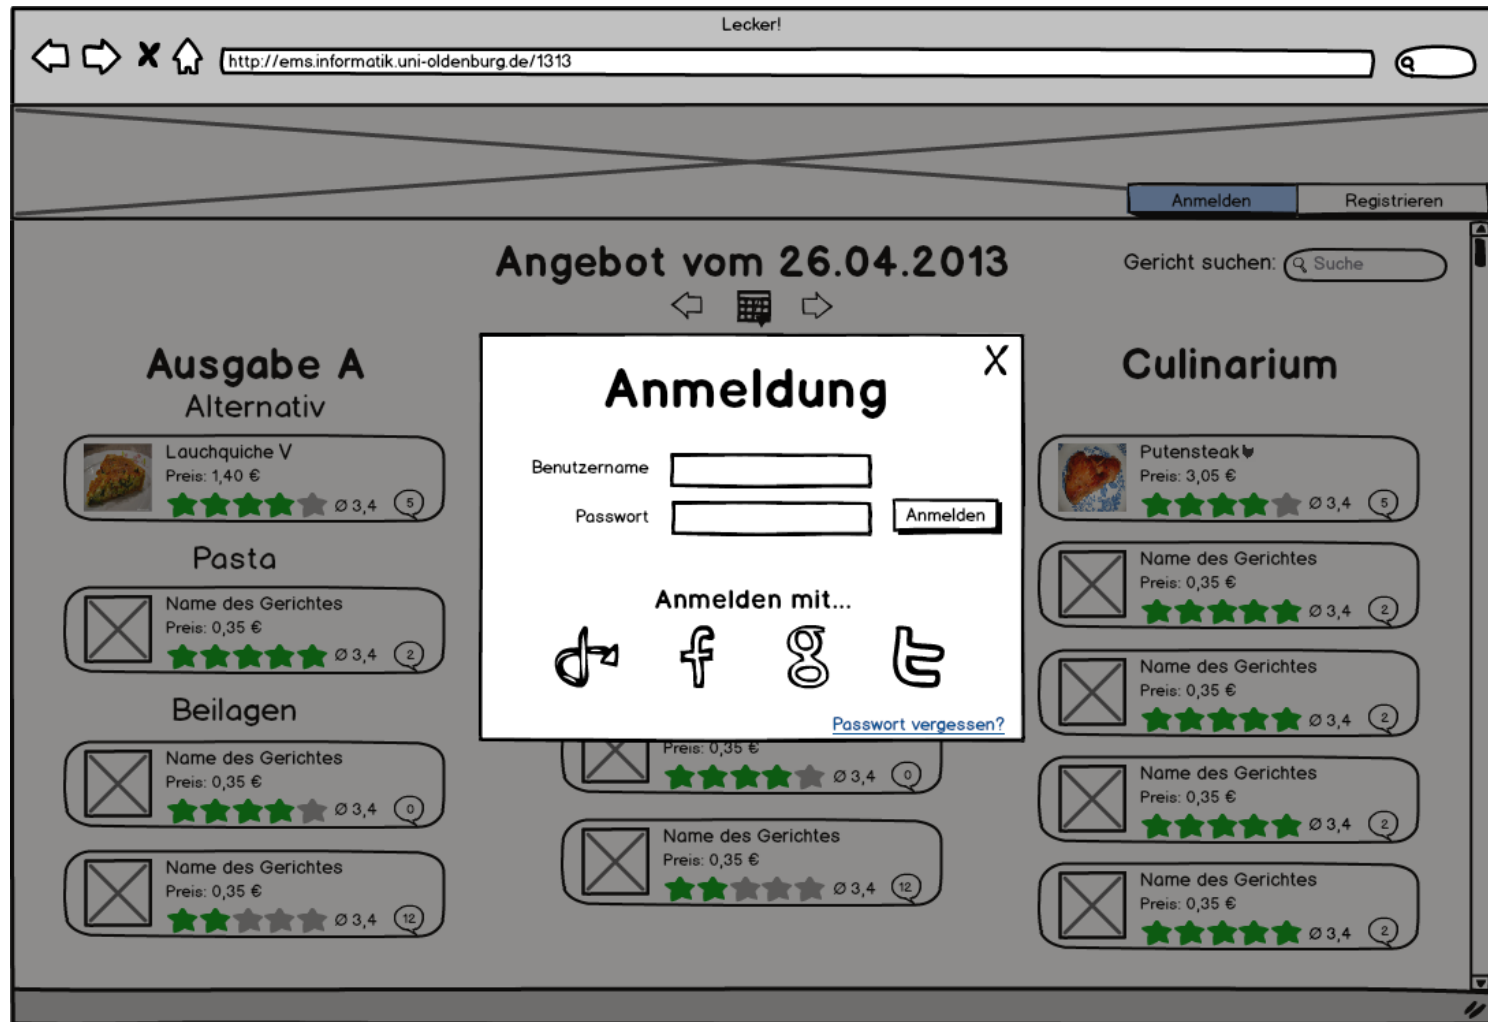 Lecker!
http://ems.informatik.uni-oldenburg.de/1313
Anmelden Registrieren
Angebot vom 26.04.2013
Gericht suchen: Suche
Ausgabe A
Alternativ
Lauchquiche V
Preis: 1,40 €
Ø 3,4 5
Pasta
Name des Gerichtes
Preis: 0,35 €
Ø 3,4 2
Beilagen
Name des Gerichtes
Preis: 0,35 €
Ø 3,4 0
Name des Gerichtes
Preis: 0,35 €
Ø 3,4 12
X
Anmeldung
Benutzername
Passwort Anmelden
Anmelden mit...
d f g t
Passwort vergessen?
Preis: 0,35 €
Ø 3,4 0
Name des Gerichtes
Preis: 0,35 €
Ø 3,4 12
Culinarium
Putensteak
Preis: 3,05 €
Ø 3,4 5
Name des Gerichtes
Preis: 0,35 €
Ø 3,4 2
Name des Gerichtes
Preis: 0,35 €
Ø 3,4 2
Name des Gerichtes
Preis: 0,35 €
Ø 3,4 2
Name des Gerichtes
Preis: 0,35 €
Ø 3,4 2